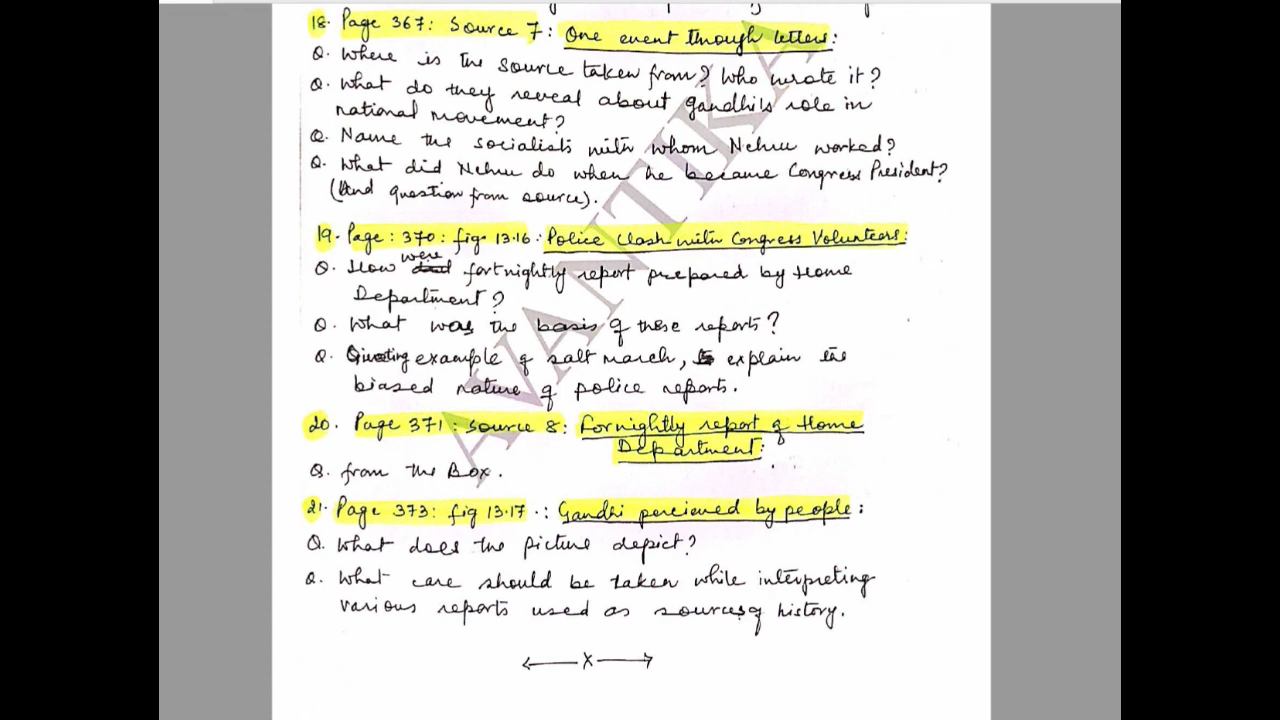 18. Page 367: Source 7: One event through letters:
Q. Where is the source taken from? Who wrote it?
Q. What do they reveal about Gandhi's role in
national movement?
Q. Name the socialists with whom Nehru worked?
Q. What did Nehru do when he became Congress President?
(And question from source).
19. Page: 370: fig. 13.16: Police Clash with Congress Volunteers:
Q. How were fortnightly report prepared by Home
Department?
Q. What was the basis of these reports?
Q. Giveting example of salt march, explain the
biased nature of police reports.
20. Page 371: source 8: Fornightly report of Home
Department:
Q. from the Box.
21. Page 373: fig 13.17.: Gandhi percieved by people:
Q. What does the picture depict?
Q. What care should be taken while interpreting
various reports used as sources of history.
x
AVANTIKA